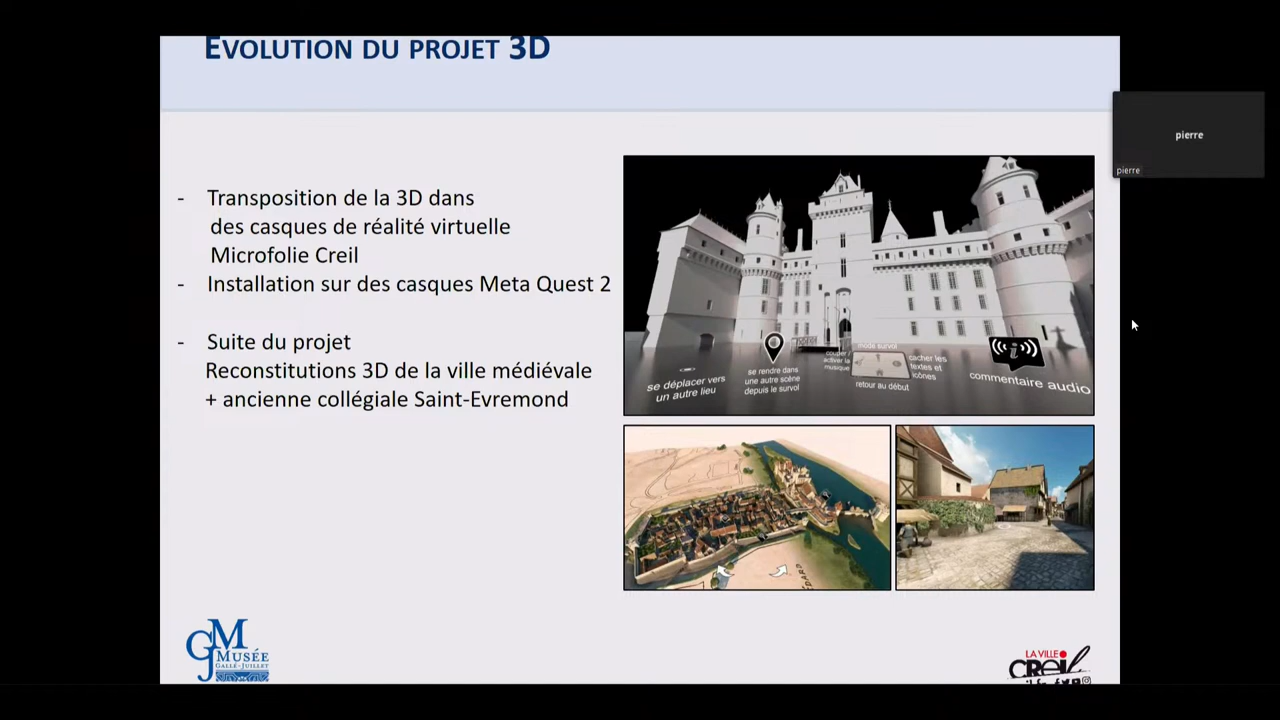 EVOLUTION DU PROJET 3D
- Transposition de la 3D dans
des casques de réalité virtuelle
Microfolie Creil
- Installation sur des casques Meta Quest 2
- Suite du projet
Reconstitutions 3D de la ville médiévale
+ ancienne collégiale Saint-Evremond
se déplacer vers
un autre lieu
se rendre dans
une autre scène
depuis le survol
couper /
activer la
musique
mode survol
retour au début
cacher les
textes et
icônes
commentaire audio
pierre
pierre
GMJ
MUSÉE
GALLÉ-JUILLET
LA VILLE
CREIL